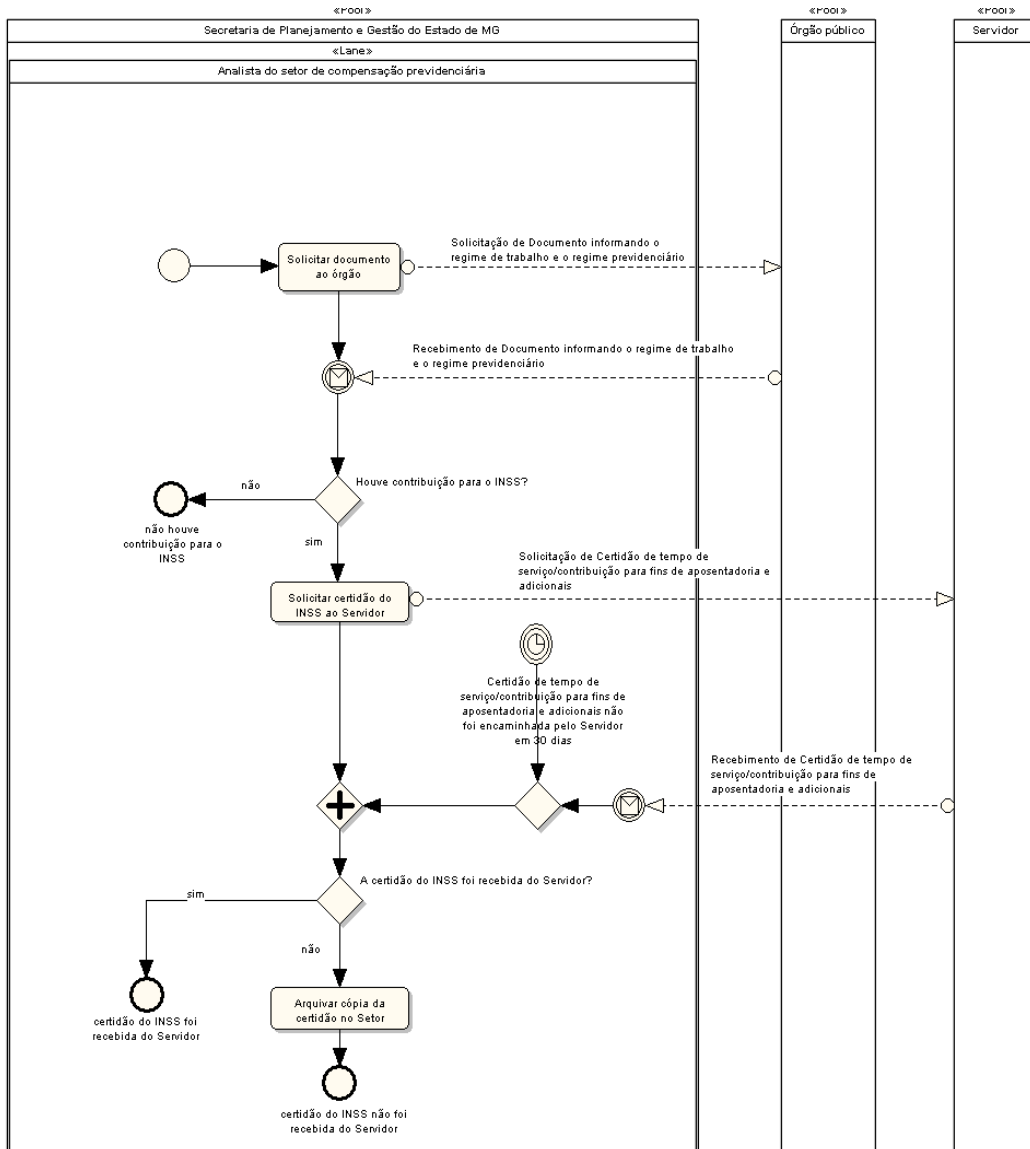 «Pool»
«Pool»
«Pool»
Secretaria de Planejamento e Gestão do Estado de MG
Órgão público
Servidor
«Lane»
Analista do setor de compensação previdenciária
Solicitar documento
ao órgão
Solicitação de Documento informando o
regime de trabalho e o regime previdenciário
Recebimento de Documento informando o regime de trabalho
e o regime previdenciário
Houve contribuição para o INSS?
não
não houve
contribuição para o
INSS
sim
Solicitação de Certidão de tempo de
serviço/contribuição para fins de aposentadoria e
adicionais
Solicitar certidão do
INSS ao Servidor
Certidão de tempo de
serviço/contribuição para fins de
aposentadoria e adicionais não
foi encaminhada pelo Servidor
em 30 dias
Recebimento de Certidão de tempo de
serviço/contribuição para fins de
aposentadoria e adicionais
A certidão do INSS foi recebida do Servidor?
sim
não
certidão do INSS foi
recebida do Servidor
Arquivar cópia da
certidão no Setor
certidão do INSS não foi
recebida do Servidor